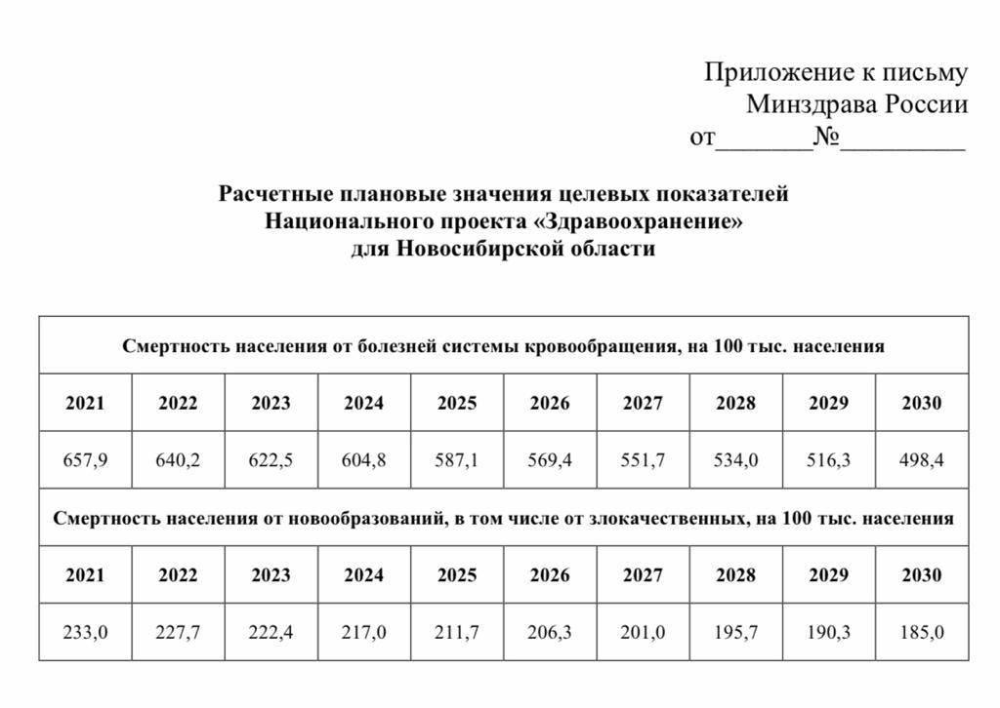 Приложение к письму
Минздрава России
от_______№_________
Расчетные плановые значения целевых показателей
Национального проекта «Здравоохранение»
для Новосибирской области
Смертность населения от болезней системы кровообращения, на 100 тыс. населения
2021 2022 2023 2024 2025 2026 2027 2028 2029 2030
657,9 640,2 622,5 604,8 587,1 569,4 551,7 534,0 516,3 498,4
Смертность населения от новообразований, в том числе от злокачественных, на 100 тыс. населения
2021 2022 2023 2024 2025 2026 2027 2028 2029 2030
233,0 227,7 222,4 217,0 211,7 206,3 201,0 195,7 190,3 185,0